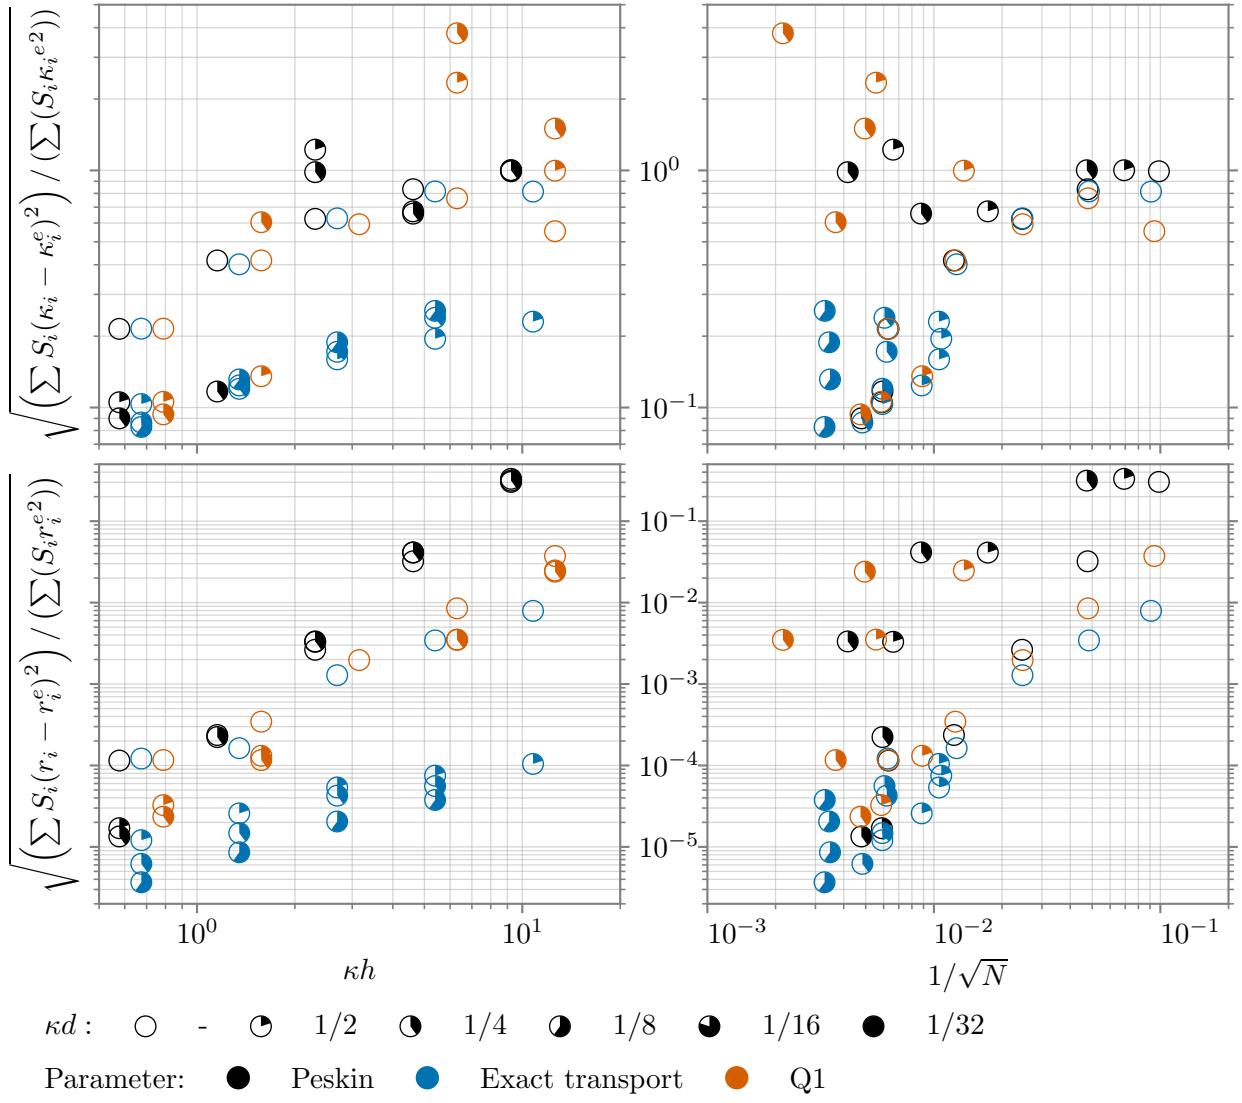 √(∑ S_i(κ_i − κ_i^e)^2) / (∑(S_i κ_i^e2))
10^0
10^−1
√(∑ S_i(r_i − r_i^e)^2) / (∑(S_i r_i^e2))
10^−1
10^−2
10^−3
10^−4
10^−5
10^0 10^1 10^−3 10^−2 10^−1
κh 1/√N
κd : - 1/2 1/4 1/8 1/16 1/32
Parameter: Peskin Exact transport Q1